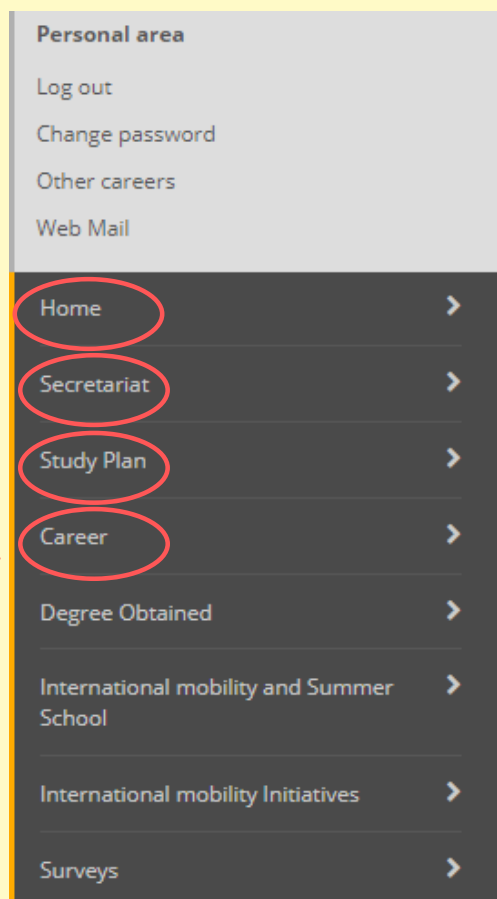 Personal area
Log out
Change password
Other careers
Web Mail
Home
Secretariat
Study Plan
Career
Degree Obtained
International mobility and Summer
School
International mobility Initiatives
Surveys